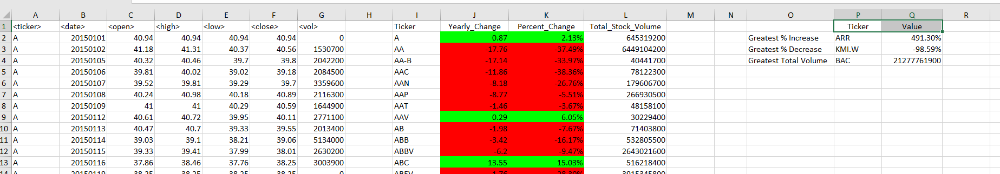 A B C D E F G H I J K L M N O P Q R
1 <ticker> <date> <open> <high> <low> <close> <vol> Ticker Yearly_Change Percent_Change Total_Stock_Volume Ticker Value
2 A 20150101 40.94 40.94 40.94 40.94 0 A 0.87 2.13% 645319200 Greatest % Increase ARR 491.30%
3 A 20150102 41.18 41.31 40.37 40.56 1530700 AA -17.76 -37.49% 6449104200 Greatest % Decrease KMI.W -98.59%
4 A 20150105 40.32 40.46 39.7 39.8 2042200 AA-B -17.14 -33.97% 40441700 Greatest Total Volume BAC 21277761900
5 A 20150106 39.81 40.02 39.02 39.18 2084500 AAC -11.86 -38.36% 78122300
6 A 20150107 39.52 39.81 39.29 39.7 3359600 AAN -8.18 -26.76% 179606700
7 A 20150108 40.24 40.98 40.18 40.89 2116300 AAP -8.77 -5.51% 266930500
8 A 20150109 41 41 40.29 40.59 1644900 AAT -1.46 -3.67% 48158100
9 A 20150112 40.61 40.72 39.95 40.11 2771100 AAV 0.29 6.05% 30229400
10 A 20150113 40.47 40.7 39.33 39.55 2013400 AB -1.98 -7.67% 71403800
11 A 20150114 39.03 39.1 38.21 39.06 5134000 ABB -3.42 -16.17% 532805500
12 A 20150115 39.33 39.41 37.99 38.01 2630200 ABBV -6.2 -9.47% 2643021600
13 A 20150116 37.86 38.46 37.76 38.25 3003900 ABC 13.55 15.03% 516218400
14 A 20150119 38.25 38.25 38.25 38.25 0 ABEV